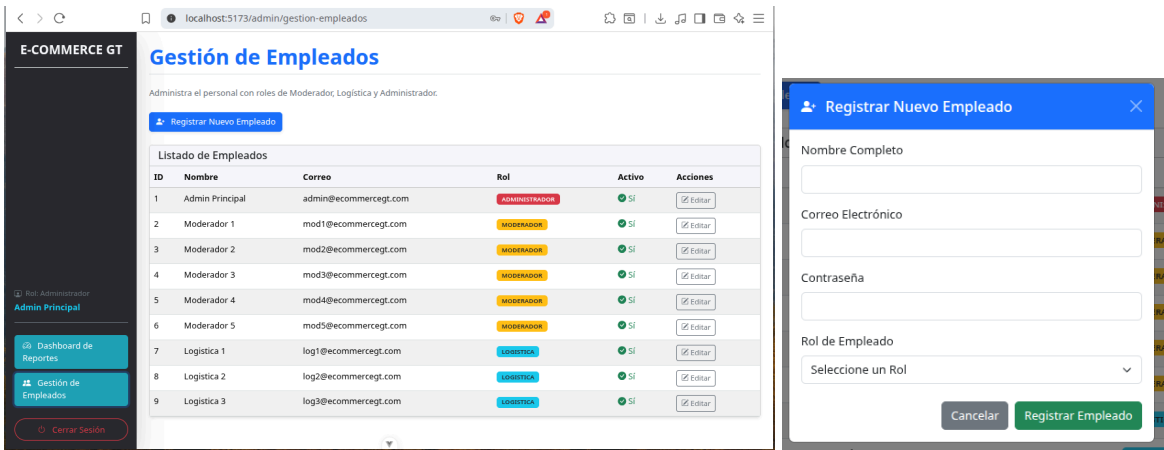 localhost:5173/admin/gestion-empleados
E-COMMERCE GT
Rol: Administrador
Admin Principal
Dashboard de
Reportes
Gestión de
Empleados
Cerrar Sesión
Gestión de Empleados
Administra el personal con roles de Moderador, Logística y Administrador.
Registrar Nuevo Empleado
Listado de Empleados
ID Nombre Correo Rol Activo Acciones
1 Admin Principal admin@ecommercegt.com ADMINISTRADOR Sí Editar
2 Moderador 1 mod1@ecommercegt.com MODERADOR Sí Editar
3 Moderador 2 mod2@ecommercegt.com MODERADOR Sí Editar
4 Moderador 3 mod3@ecommercegt.com MODERADOR Sí Editar
5 Moderador 4 mod4@ecommercegt.com MODERADOR Sí Editar
6 Moderador 5 mod5@ecommercegt.com MODERADOR Sí Editar
7 Logistica 1 log1@ecommercegt.com LOGISTICA Sí Editar
8 Logistica 2 log2@ecommercegt.com LOGISTICA Sí Editar
9 Logistica 3 log3@ecommercegt.com LOGISTICA Sí Editar
Registrar Nuevo Empleado
Nombre Completo
Correo Electrónico
Contraseña
Rol de Empleado
Seleccione un Rol
Cancelar Registrar Empleado